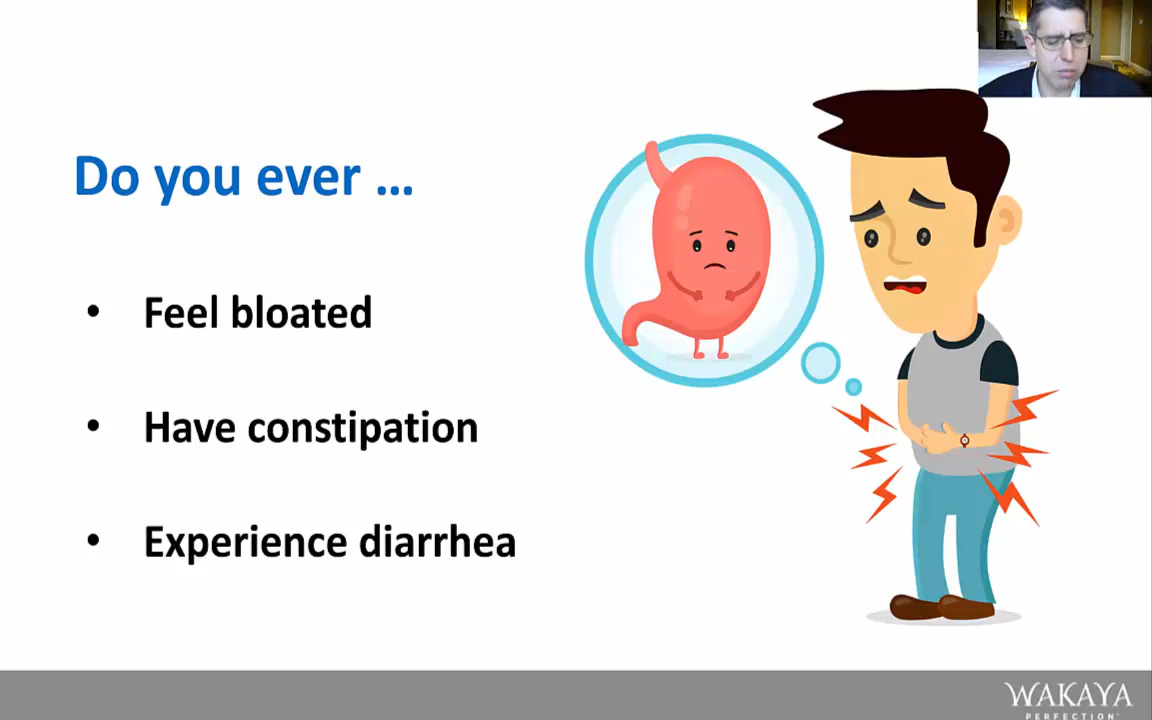 Do you ever ...
• Feel bloated
• Have constipation
• Experience diarrhea
WAKAYA
PERFECTION